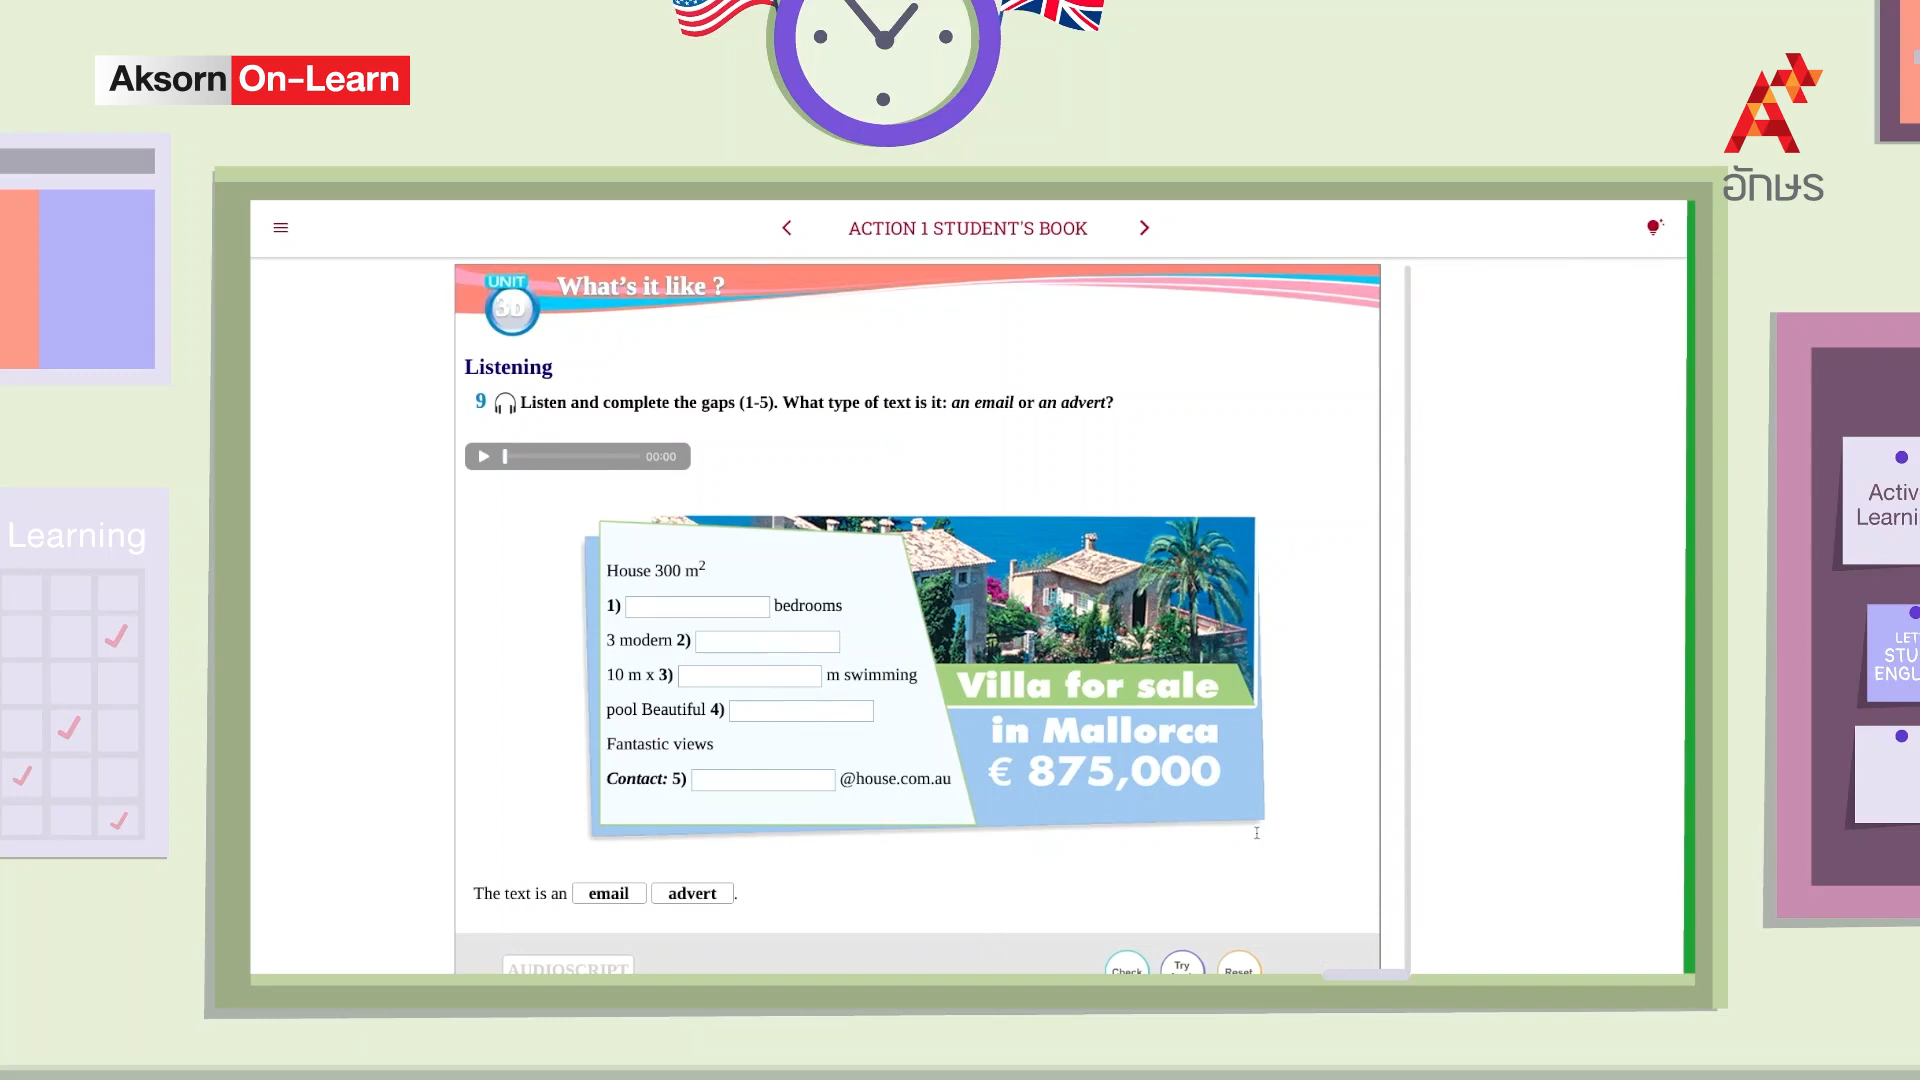 Aksorn On-Learn
อักษร
ACTION 1 STUDENT'S BOOK
UNIT
3D
What's it like ?
Listening
9 Listen and complete the gaps (1-5). What type of text is it: an email or an advert?
00:00
House 300 m2
1) bedrooms
3 modern 2)
10 m x 3) m swimming
pool Beautiful 4)
Fantastic views
Contact: 5) @house.com.au
Villa for sale
in Mallorca
€ 875,000
The text is an email advert.
AUDIOSCRIPT
Check
Try
Reset
Learning
Activ
Learni
LET
STU
ENGL